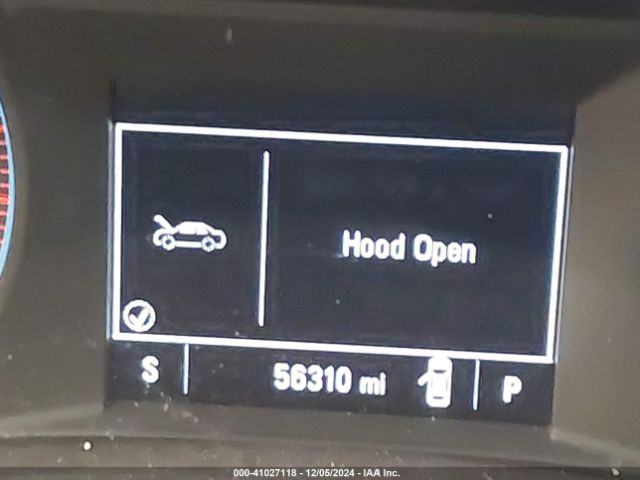 Hood Open
S 56310 mi P
000-41027118 - 12/05/2024 - IAA Inc.